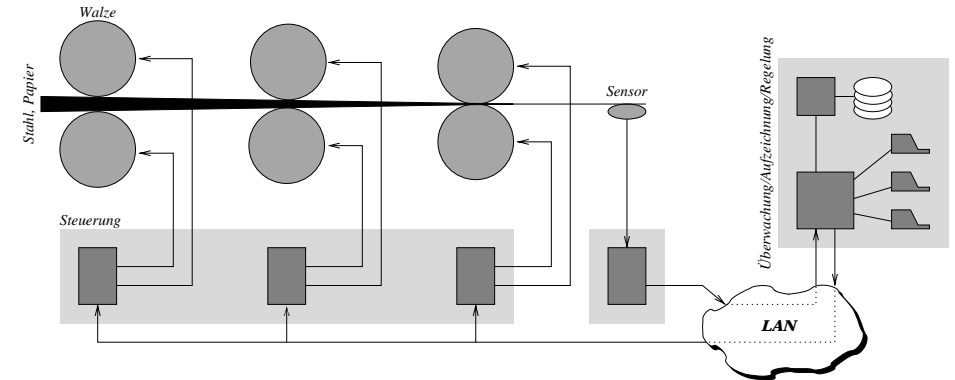 Walze
Stahl, Papier
Sensor
Überwachung/Aufzeichnung/Regelung
Steuerung
LAN